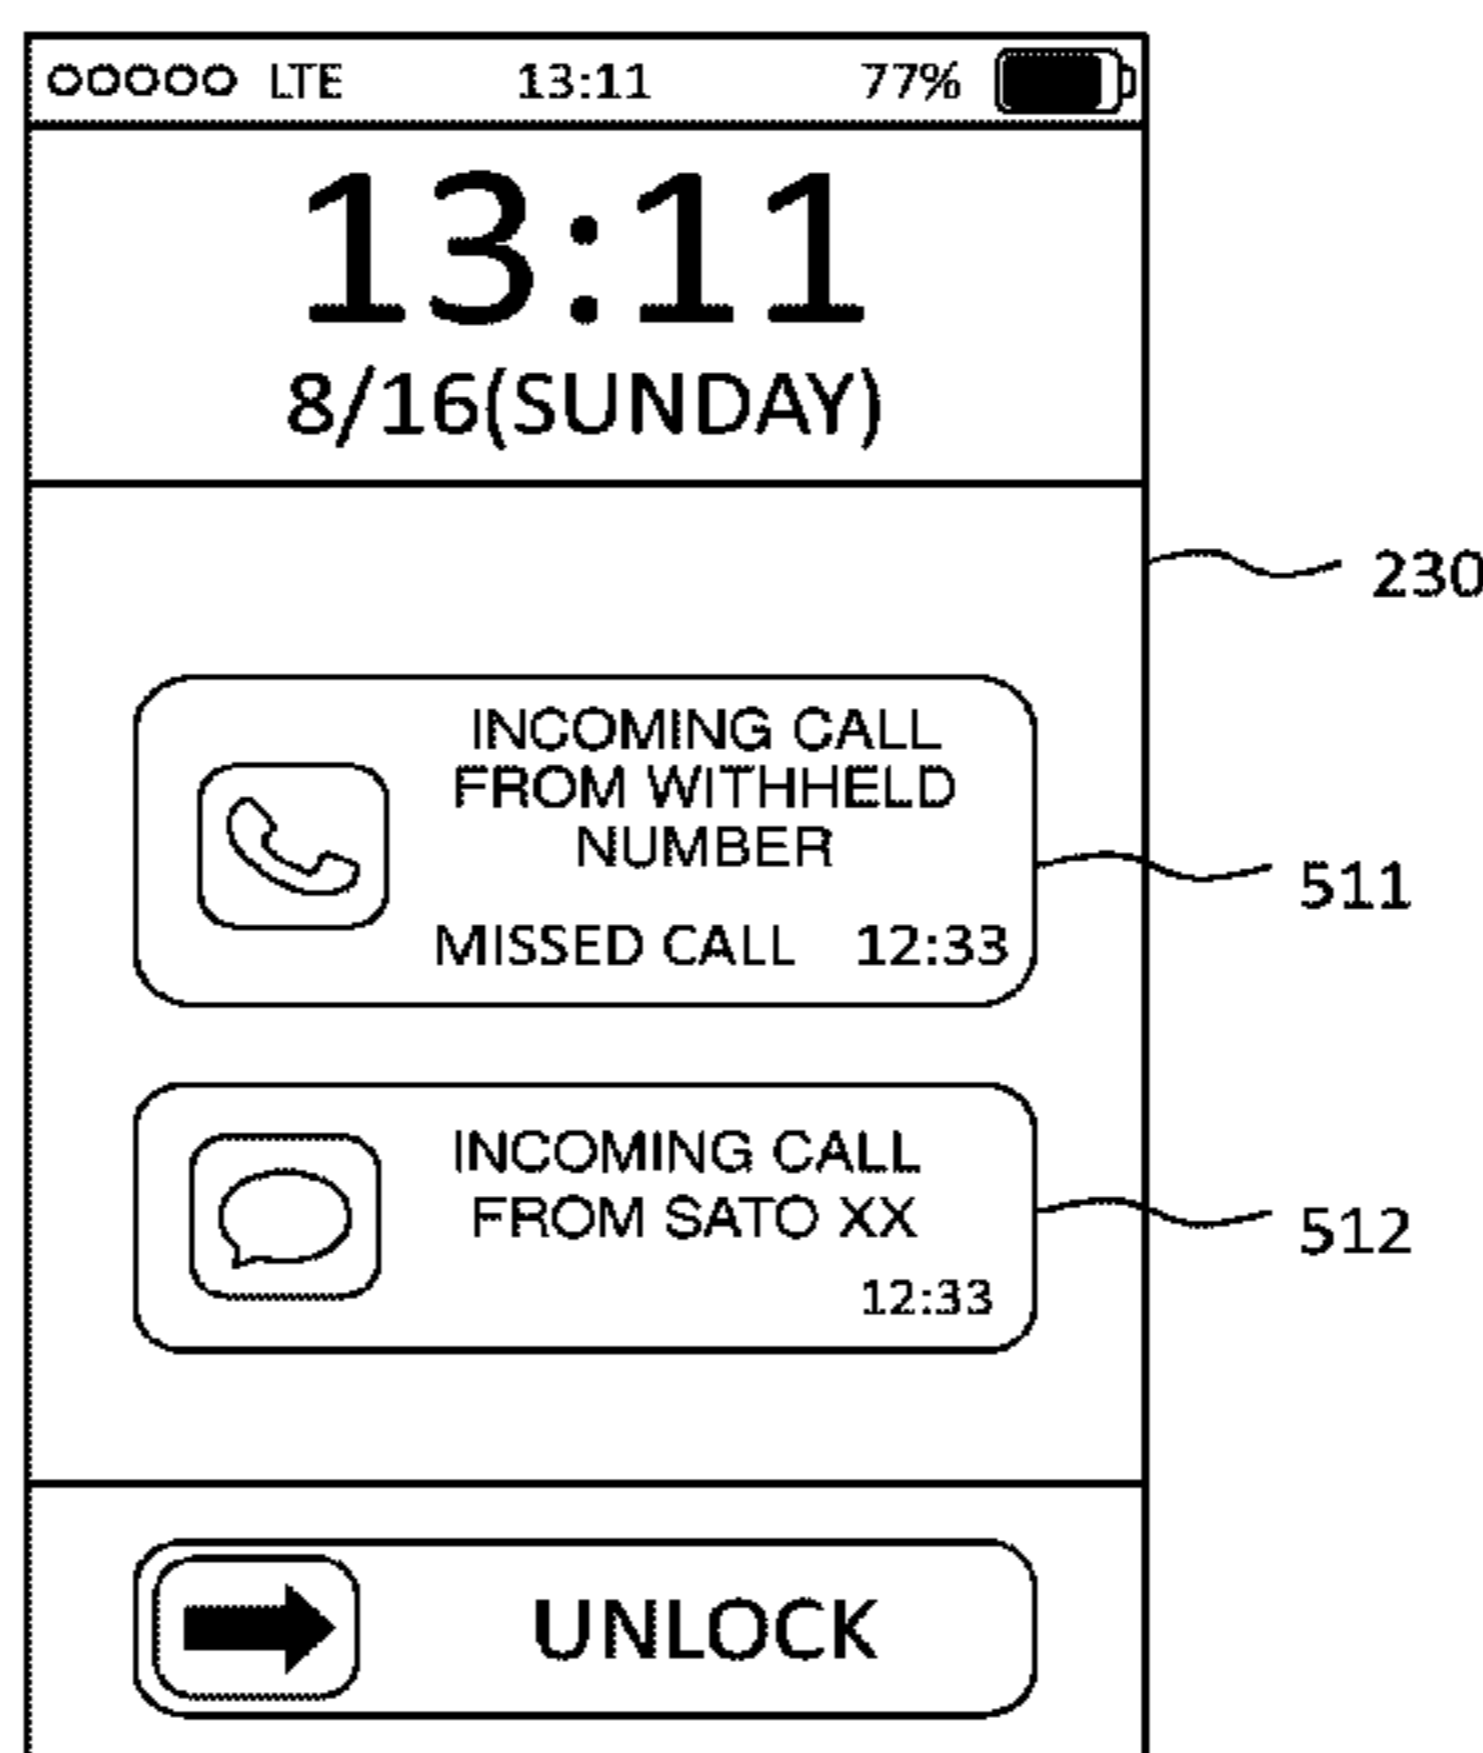 LTE 13:11 77%
13:11
8/16(SUNDAY)
230
INCOMING CALL
FROM WITHHELD
NUMBER
511
MISSED CALL 12:33
INCOMING CALL
FROM SATO XX
512
12:33
UNLOCK